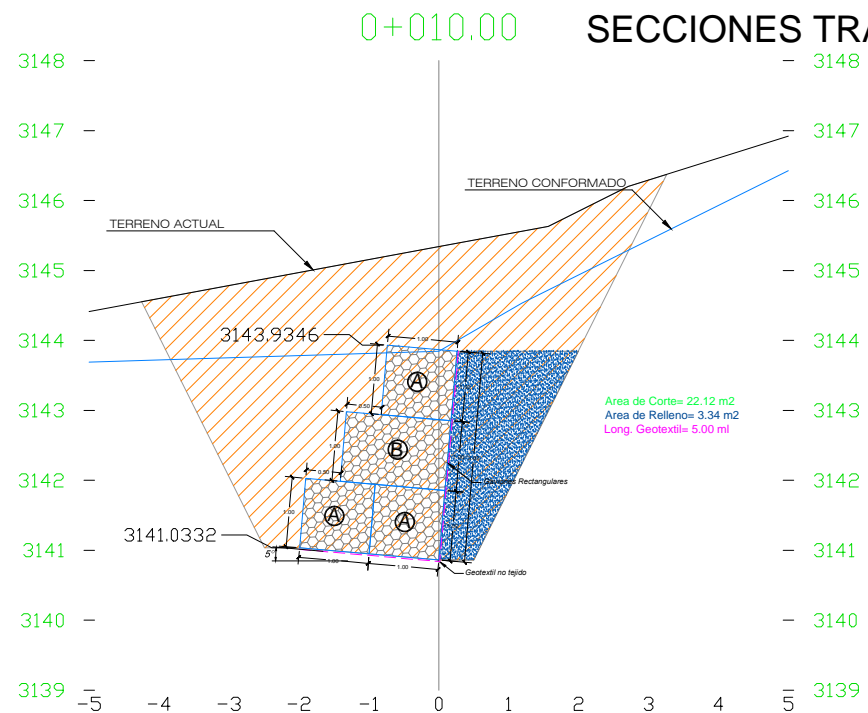 0+010.00
SECCIONES TRA
3148 3148
3147 3147
TERRENO CONFORMADO
3146 3146
TERRENO ACTUAL
3145 3145
3144 3144
3143.9346
1.00
1.00
A
0.50
3143 3143
Area de Corte= 22.12 m2
Area de Relleno= 3.34 m2
Long. Geotextil= 5.00 ml
1.00
B
0.50
3142 3142
Rectangulares
1.00
A
A
3141.0332
3141 3141
5°
1.00
1.00
Geotextil no tejido
3140 3140
3139 3139
-5 -4 -3 -2 -1 0 1 2 3 4 5